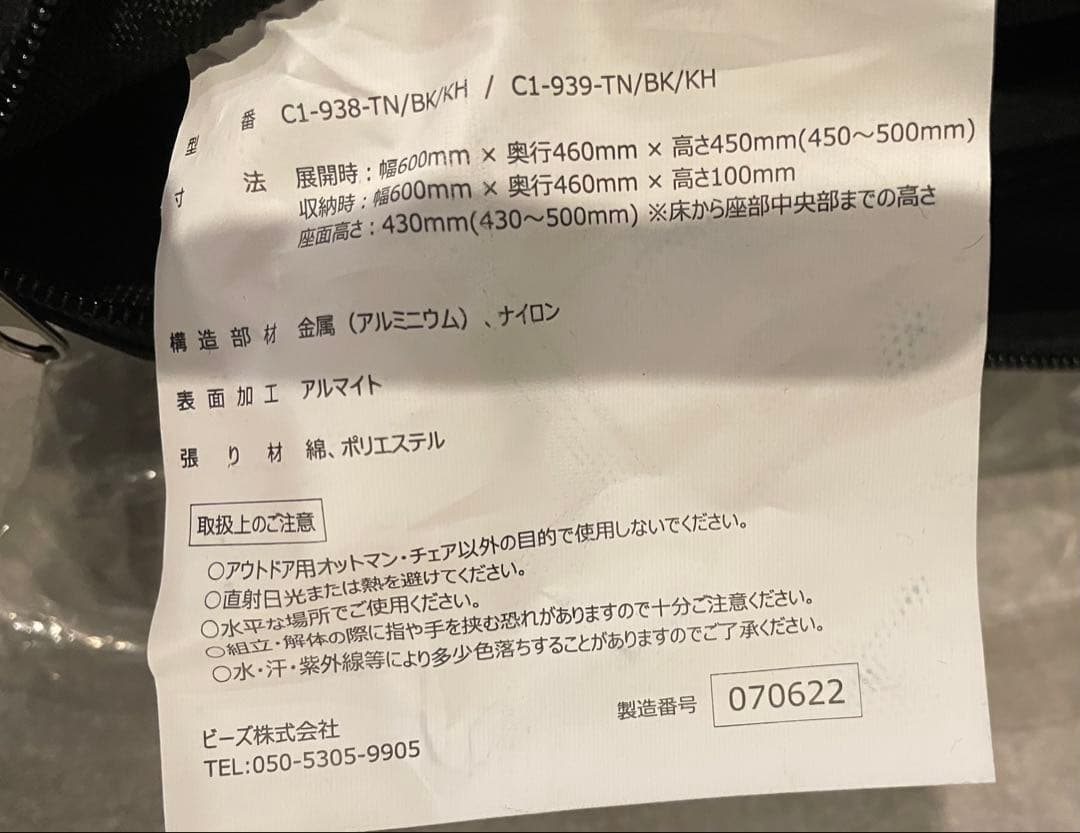 型番 C1-938-TN/BK/KH / C1-939-TN/BK/KH
寸法 展開時：幅600mm × 奥行460mm × 高さ450mm(450～500mm)
収納時：幅600mm × 奥行460mm × 高さ100mm
座面高さ：430mm(430～500mm) ※床から座部中央部までの高さ
構造部材 金属（アルミニウム）、ナイロン
表面加工 アルマイト
張り材 綿、ポリエステル
取扱上のご注意
○アウトドア用オットマン・チェア以外の目的で使用しないでください。
○直射日光または熱を避けてください。
○水平な場所でご使用ください。
○組立・解体の際に指や手を挟む恐れがありますので十分ご注意ください。
○水・汗・紫外線等により多少色落ちすることがありますのでご了承ください。
製造番号 070622
ビーズ株式会社
TEL:050-5305-9905